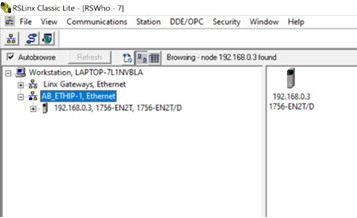 RSLinx Classic Lite - [RSWho - 7]
File View Communications Station DDE/OPC Security Window Help
Autobrowse Refresh Browsing - node 192.168.0.3 found
Workstation, LAPTOP-7L1NVBLA
Linx Gateways, Ethernet
AB_ETHIP-1, Ethernet
192.168.0.3, 1756-EN2T, 1756-EN2T/D
192.168.0.3
1756-EN2T/D